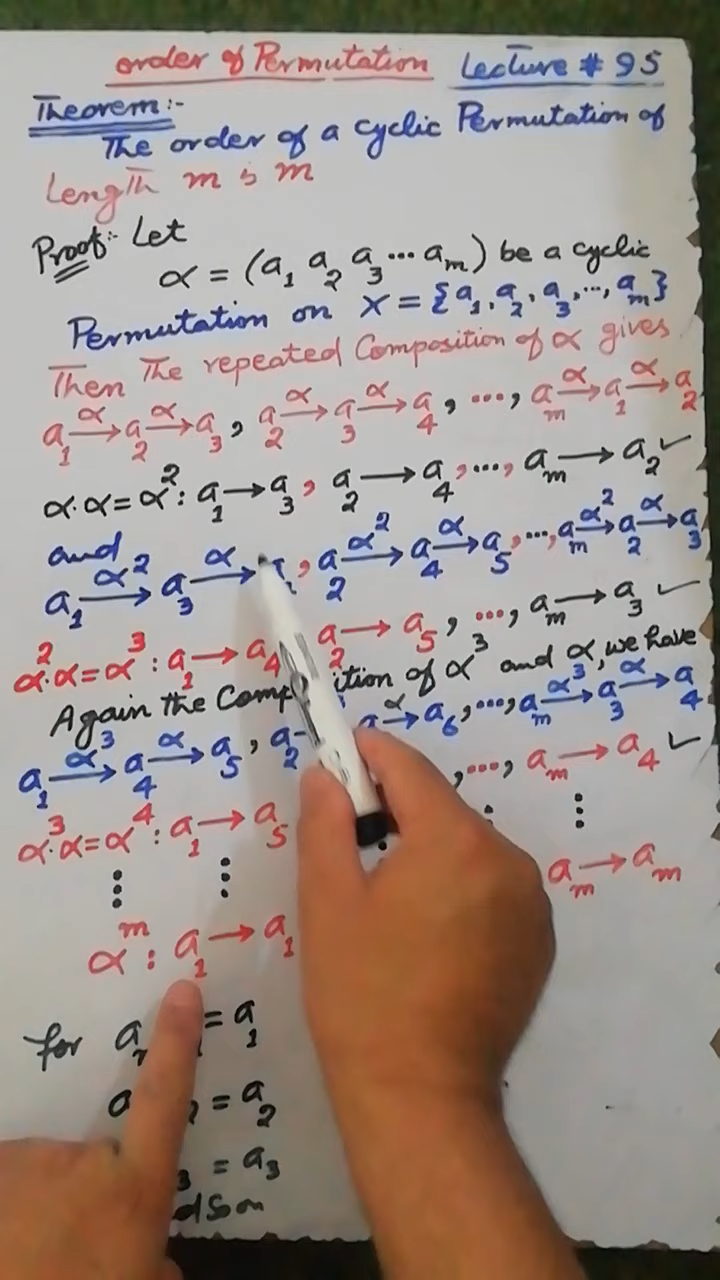 order of Permutation Lecture # 95
Theorem:-
The order of a cyclic Permutation of
Length m is m
Proof:- Let
α = (a₁ a₂ a₃ ... aₘ) be a cyclic
Permutation on X = {a₁, a₂, a₃, ..., aₘ}
Then The repeated Composition of α gives
a₁ →^α a₂ →^α a₃, a₂ →^α a₃ →^α a₄, ..., aₘ →^α a₁ →^α a₂
α·α = α²: a₁ → a₃, a₂ → a₄, ..., aₘ → a₂ ✓
and
a₁ →^α² a₃ →^α , a₂ →^α² a₄ →^α a₅, ..., aₘ →^α² a₂ →^α a₃
α²·α = α³: a₁ → a₄ a₂ → a₅, ..., aₘ → a₃ ✓
Again the of α³ and α, we have
a₁ →^α³ a₄ →^α a₅, a₂ →^α a₆, ..., aₘ →^α³ a₃ →^α a₄
α³·α = α⁴: a₁ → a₅ , ..., aₘ → a₄ ✓
⋮ ⋮ ⋮ ⋮
αᵐ: a₁ → a₁ aₘ → aₘ
for = a₁
= a₂
= a₃